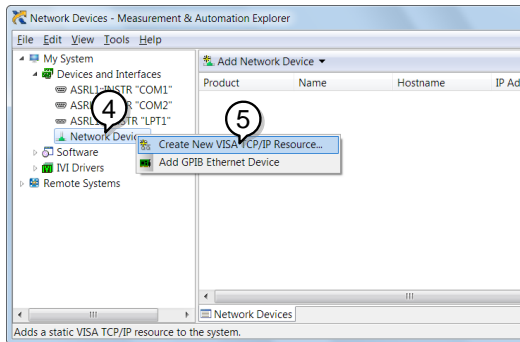 Network Devices - Measurement & Automation Explorer
File Edit View Tools Help
My System
Devices and Interfaces
ASRL1::INSTR "COM1"
"COM2"
"LPT1"
Network
Software
IVI Drivers
Remote Systems
4
Add Network Device
Product Name Hostname IP Ad
5
Create New VISA TCP/IP Resource...
Add GPIB Ethernet Device
Network Devices
Adds a static VISA TCP/IP resource to the system.